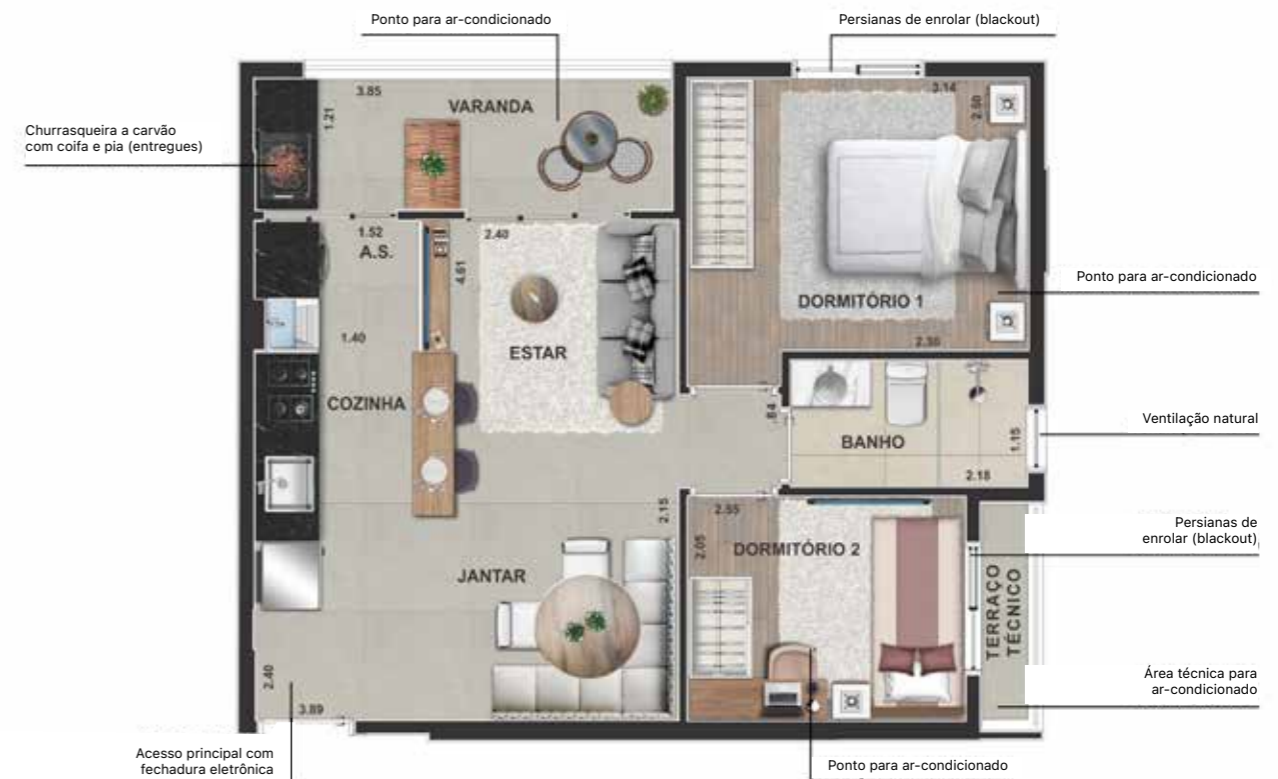 Ponto para ar-condicionado
Persianas de enrolar (blackout)
3.85
VARANDA
1.21
3.14
2.50
Churrasqueira a carvão
com coifa e pia (entregues)
1.52
A.S.
2.40
4.61
Ponto para ar-condicionado
DORMITÓRIO 1
1.40
ESTAR
2.50
COZINHA
.84
BANHO
1.15
Ventilação natural
2.18
2.15
2.55
2.05
DORMITÓRIO 2
Persianas de
enrolar (blackout)
JANTAR
TERRAÇO
TÉCNICO
2.40
3.89
Área técnica para
ar-condicionado
Acesso principal com
fechadura eletrônica
Ponto para ar-condicionado